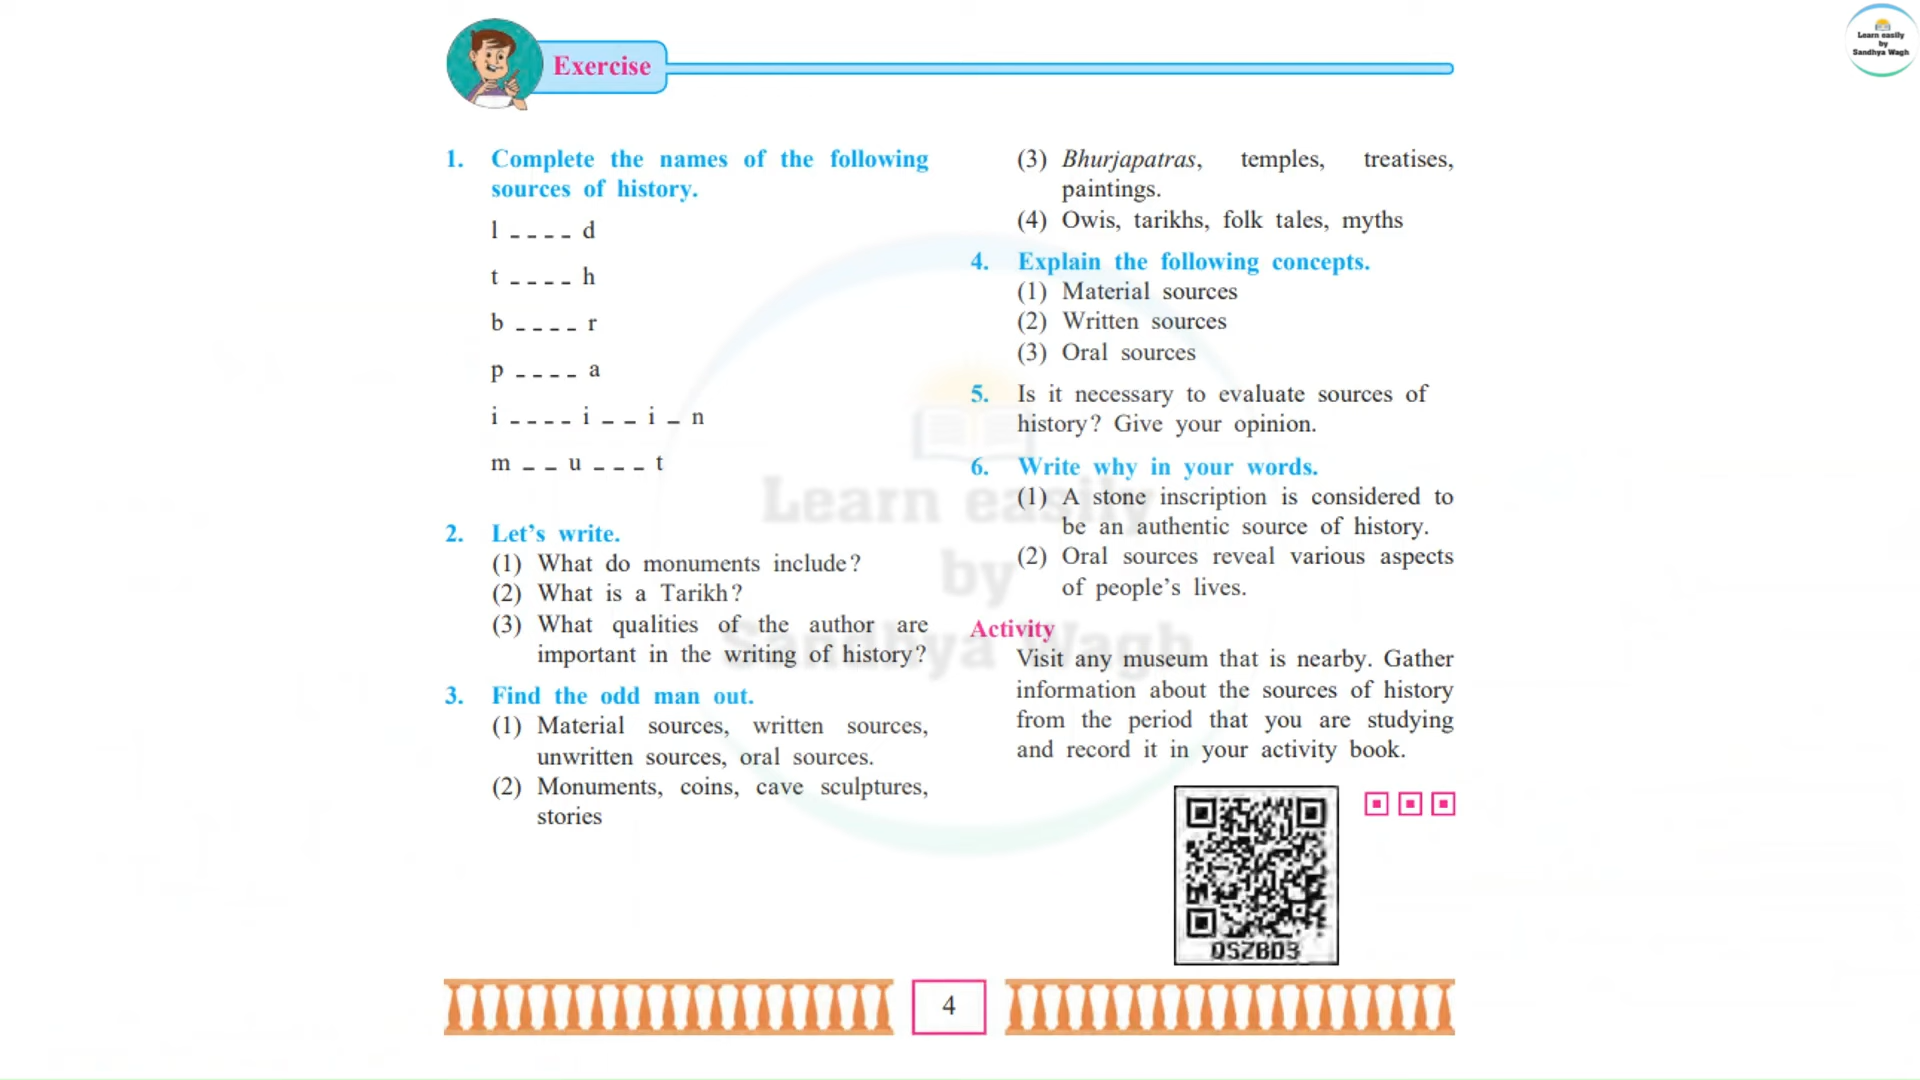 Exercise
1. Complete the names of the following
sources of history.
l _ _ _ _ d
t _ _ _ _ h
b _ _ _ _ r
p _ _ _ _ a
i _ _ _ _ i _ _ i _ n
m _ _ u _ _ _ t
2. Let's write.
(1) What do monuments include?
(2) What is a Tarikh?
(3) What qualities of the author are
important in the writing of history?
3. Find the odd man out.
(1) Material sources, written sources,
unwritten sources, oral sources.
(2) Monuments, coins, cave sculptures,
stories
(3) Bhurjapatras, temples, treatises,
paintings.
(4) Owis, tarikhs, folk tales, myths
4. Explain the following concepts.
(1) Material sources
(2) Written sources
(3) Oral sources
5. Is it necessary to evaluate sources of
history? Give your opinion.
6. Write why in your words.
(1) A stone inscription is considered to
be an authentic source of history.
(2) Oral sources reveal various aspects
of people's lives.
Activity
Visit any museum that is nearby. Gather
information about the sources of history
from the period that you are studying
and record it in your activity book.
Q5ZBD3
4
Learn easily
by
Sandhya Wagh
Learn easily
by
Sandhya Wagh